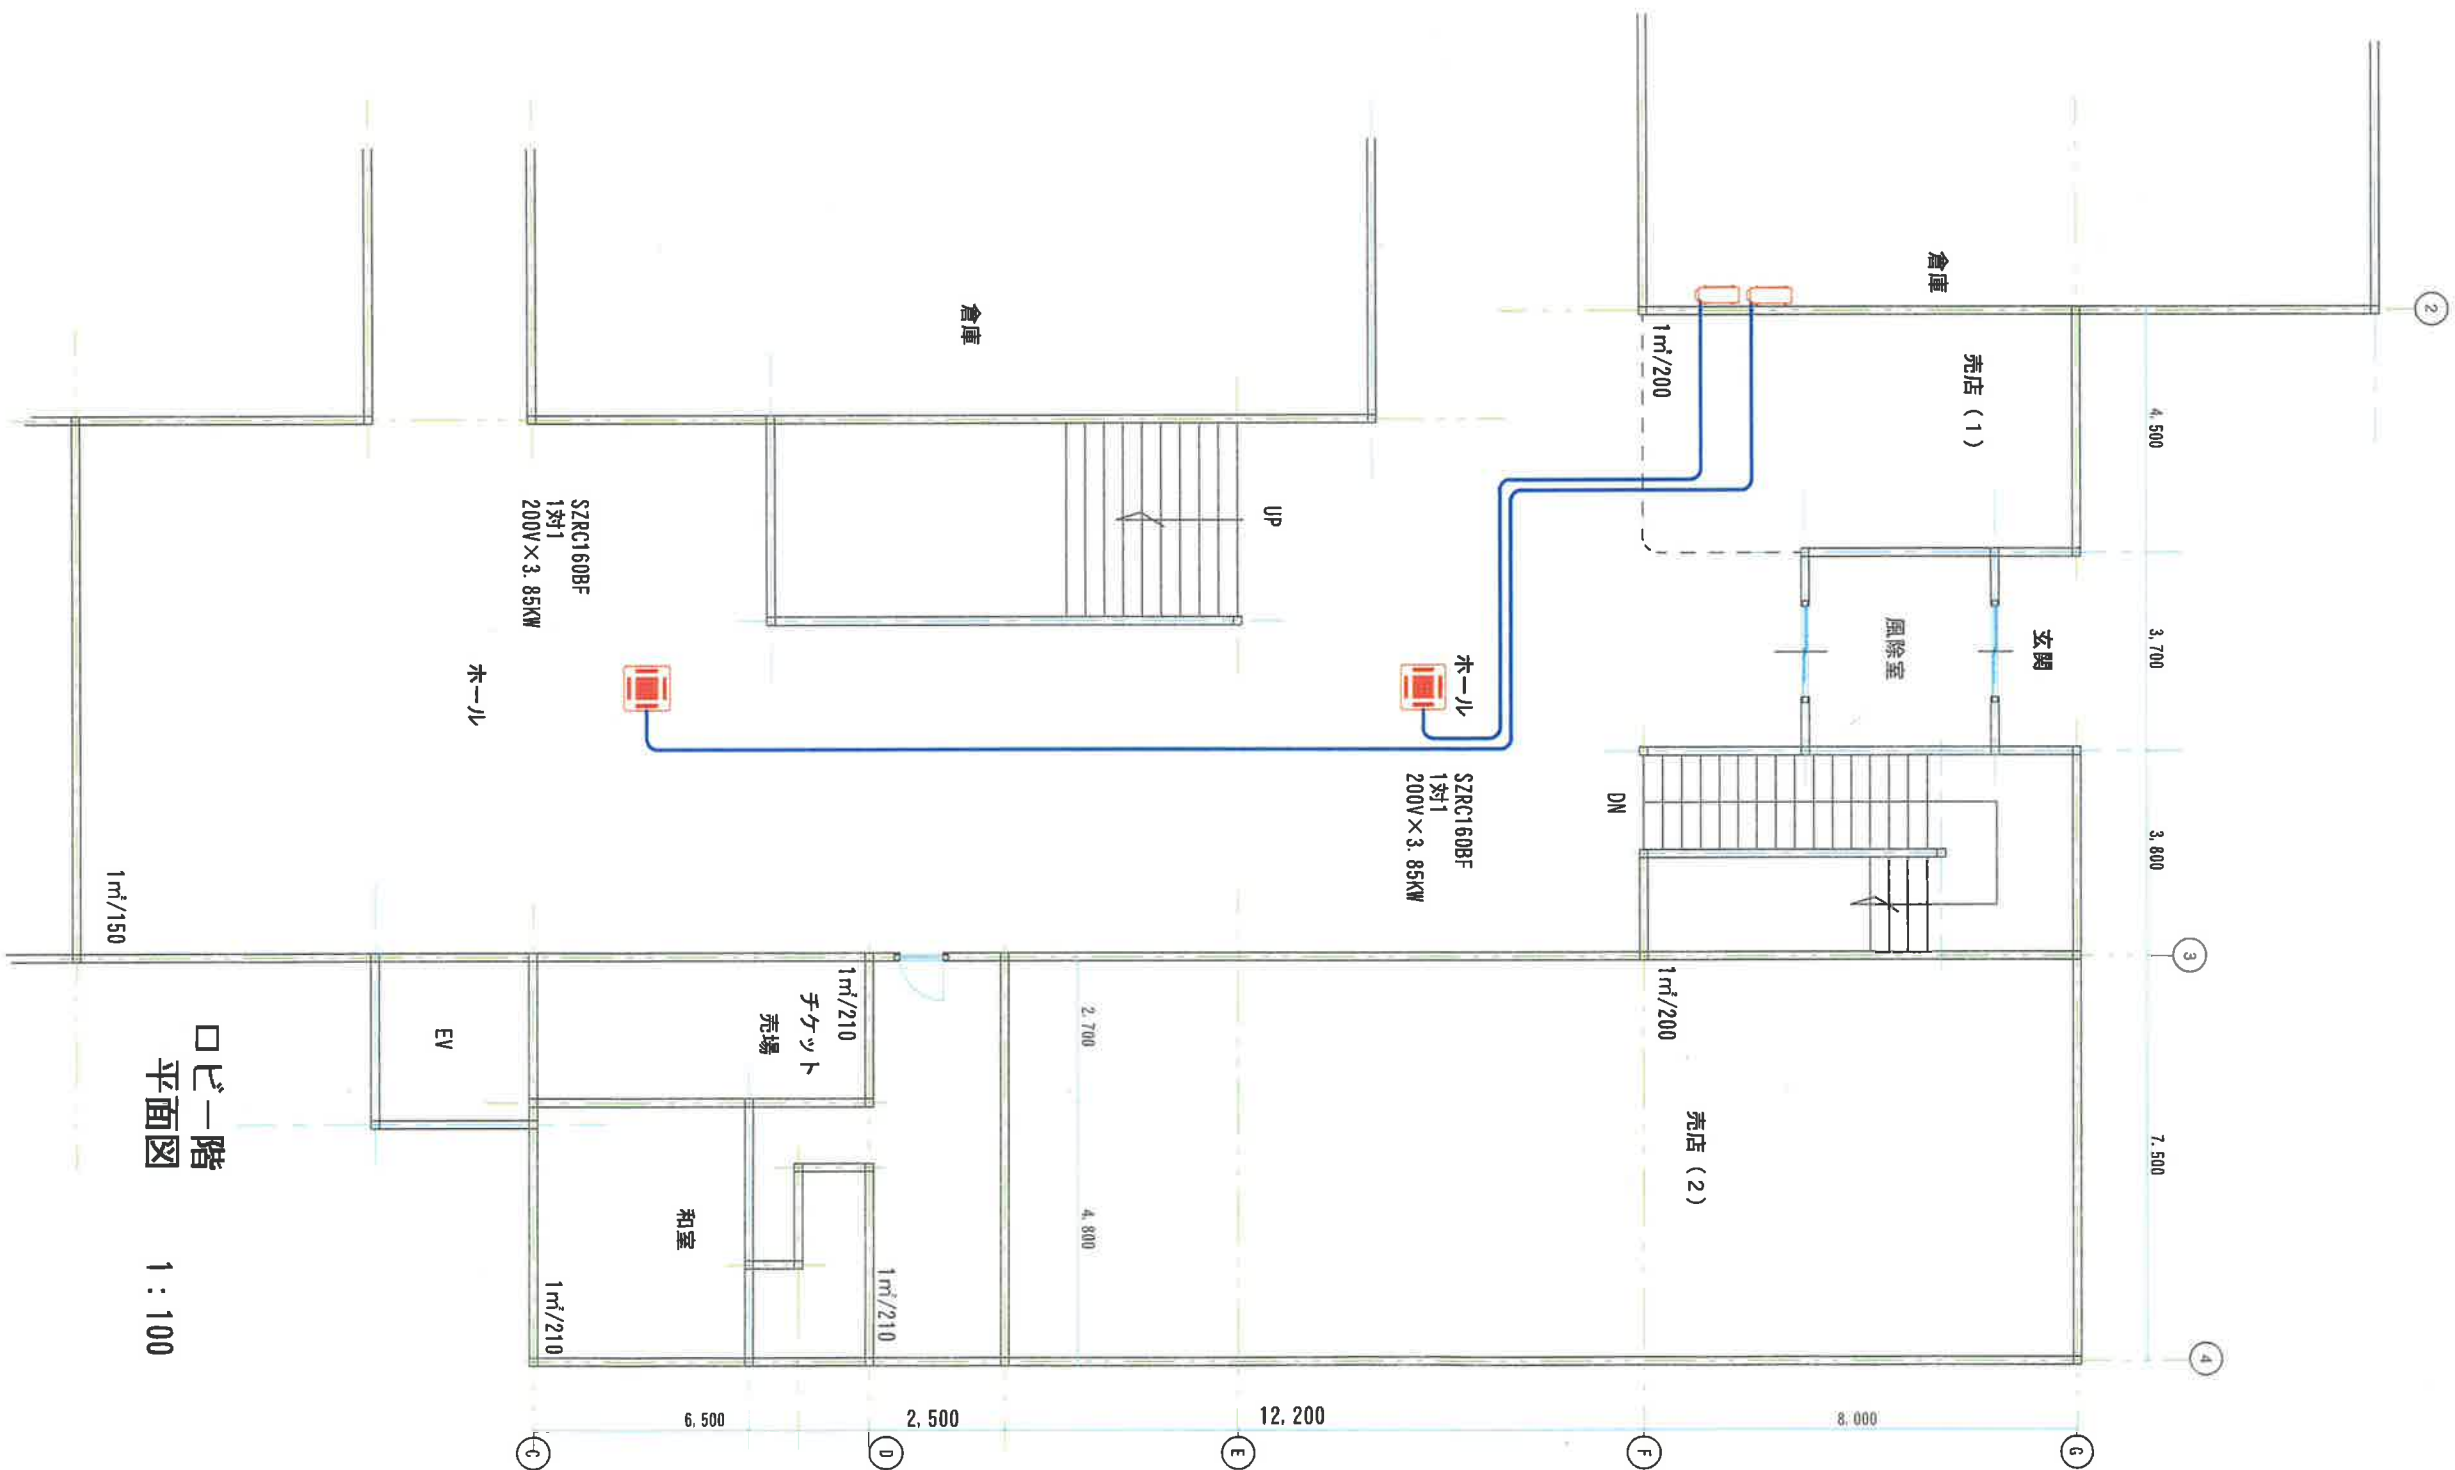 2
倉庫
売店（1）
1㎡/200
4,500
玄関
風除室
3,700
倉庫
UP
ホール
SZRC160BF
1対1
200V×3.85KW
ホール
SZRC160BF
1対1
200V×3.85KW
DN
3,800
3
1㎡/150
1㎡/200
売店（2）
7.500
2.700
4.800
1㎡/210
チケット
売場
EV
和室
1㎡/210
1㎡/210
ロビー階
平面図　1：100
4
6.500
2,500
12,200
8.000
C
D
E
F
G